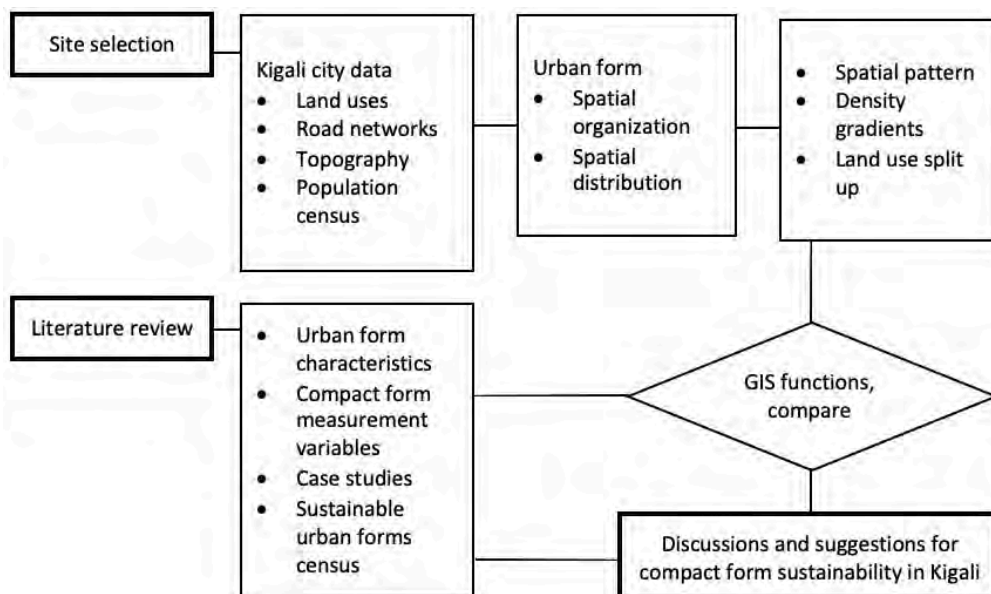 Site selection
Kigali city data
• Land uses
• Road networks
• Topography
• Population
census
Urban form
• Spatial
organization
• Spatial
distribution
• Spatial pattern
• Density
gradients
• Land use split
up
Literature review
• Urban form
characteristics
• Compact form
measurement
variables
• Case studies
• Sustainable
urban forms
census
GIS functions,
compare
Discussions and suggestions for
compact form sustainability in Kigali